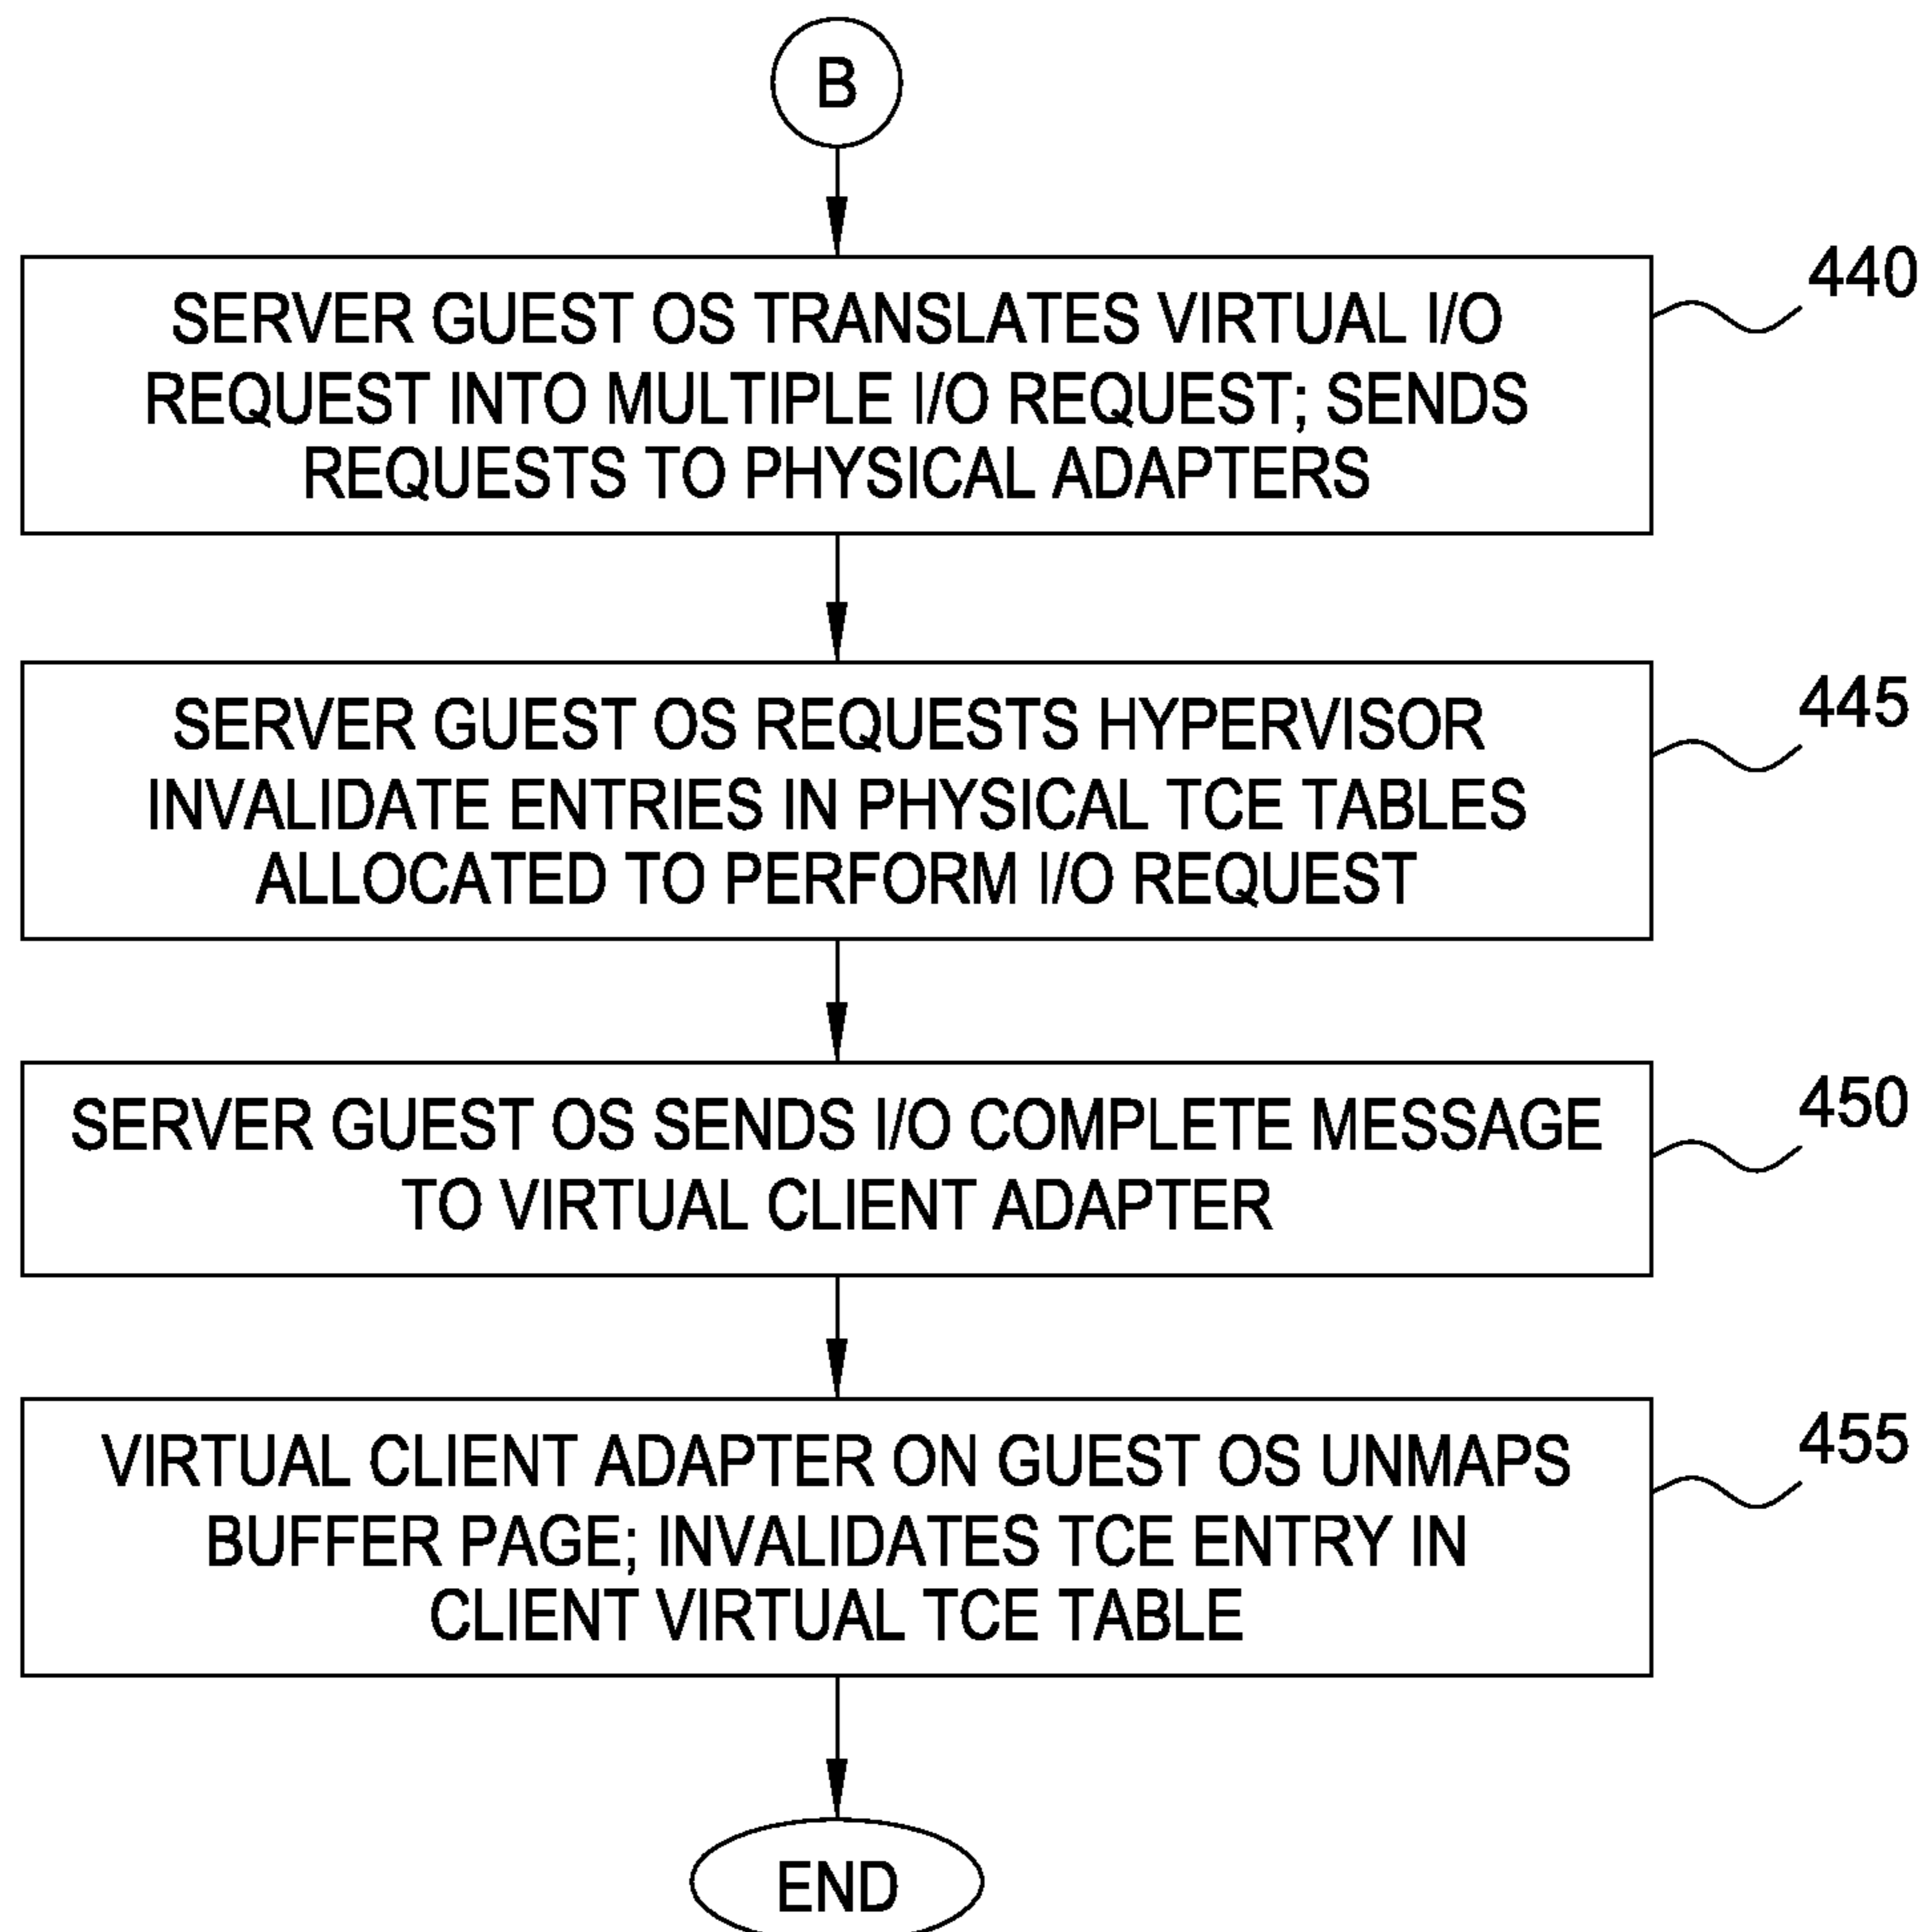 B
440
SERVER GUEST OS TRANSLATES VIRTUAL I/O
REQUEST INTO MULTIPLE I/O REQUEST; SENDS
REQUESTS TO PHYSICAL ADAPTERS
445
SERVER GUEST OS REQUESTS HYPERVISOR
INVALIDATE ENTRIES IN PHYSICAL TCE TABLES
ALLOCATED TO PERFORM I/O REQUEST
450
SERVER GUEST OS SENDS I/O COMPLETE MESSAGE
TO VIRTUAL CLIENT ADAPTER
455
VIRTUAL CLIENT ADAPTER ON GUEST OS UNMAPS
BUFFER PAGE; INVALIDATES TCE ENTRY IN
CLIENT VIRTUAL TCE TABLE
END